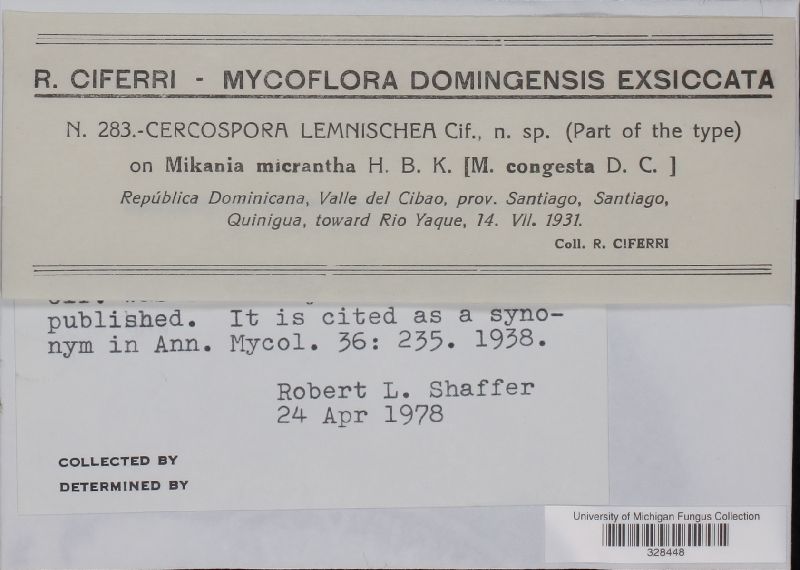 R. CIFERRI - MYCOFLORA DOMINGENSIS EXSICCATA
N. 283.-CERCOSPORA LEMNISCHEA Cif., n. sp. (Part of the type)
on Mikania micrantha H. B. K. [M. congesta D. C. ]
República Dominicana, Valle del Cibao, prov. Santiago, Santiago,
Quinigua, toward Rio Yaque, 14. VII. 1931.
Coll. R. CIFERRI
published. It is cited as a syno-
nym in Ann. Mycol. 36: 235. 1938.
Robert L. Shaffer
24 Apr 1978
COLLECTED BY
DETERMINED BY
University of Michigan Fungus Collection
328448